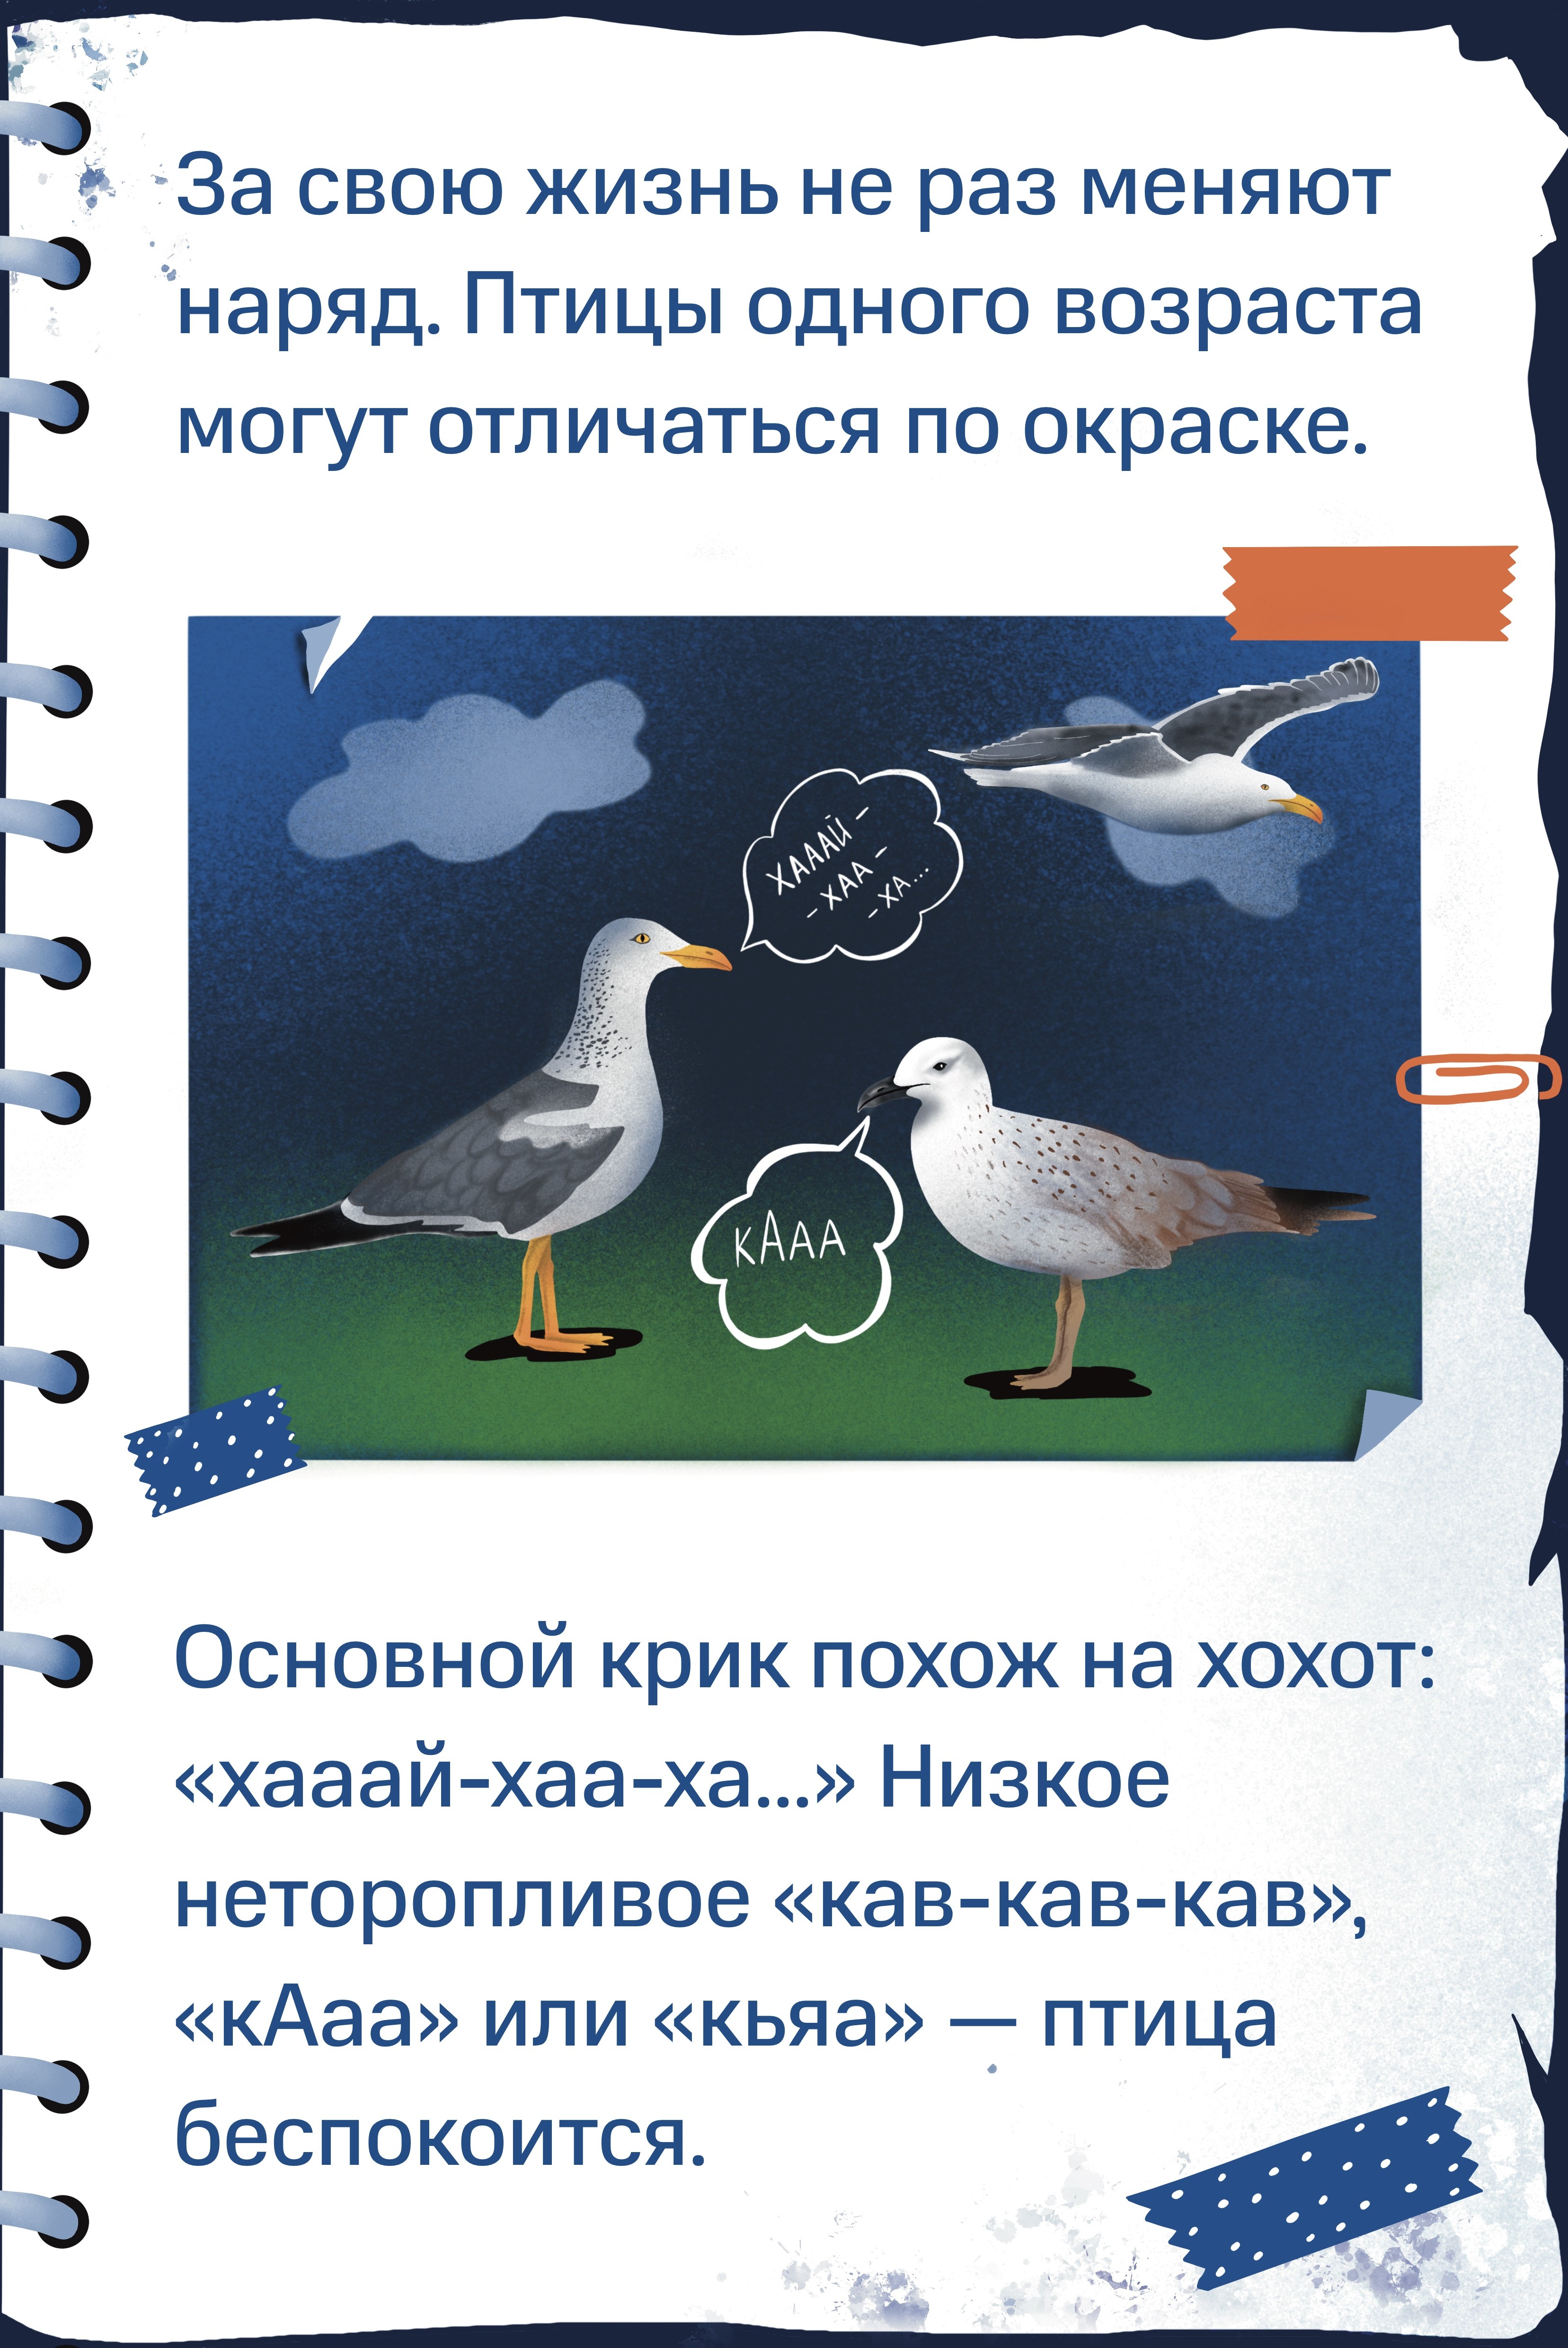 За свою жизнь не раз меняют
наряд. Птицы одного возраста
могут отличаться по окраске.
ХАААЙ –
– ХАА –
– ХА...
кААА
Основной крик похож на хохот:
«хааай-хаа-ха...» Низкое
неторопливое «кав-кав-кав»,
«кАаа» или «кьяа» — птица
беспокоится.